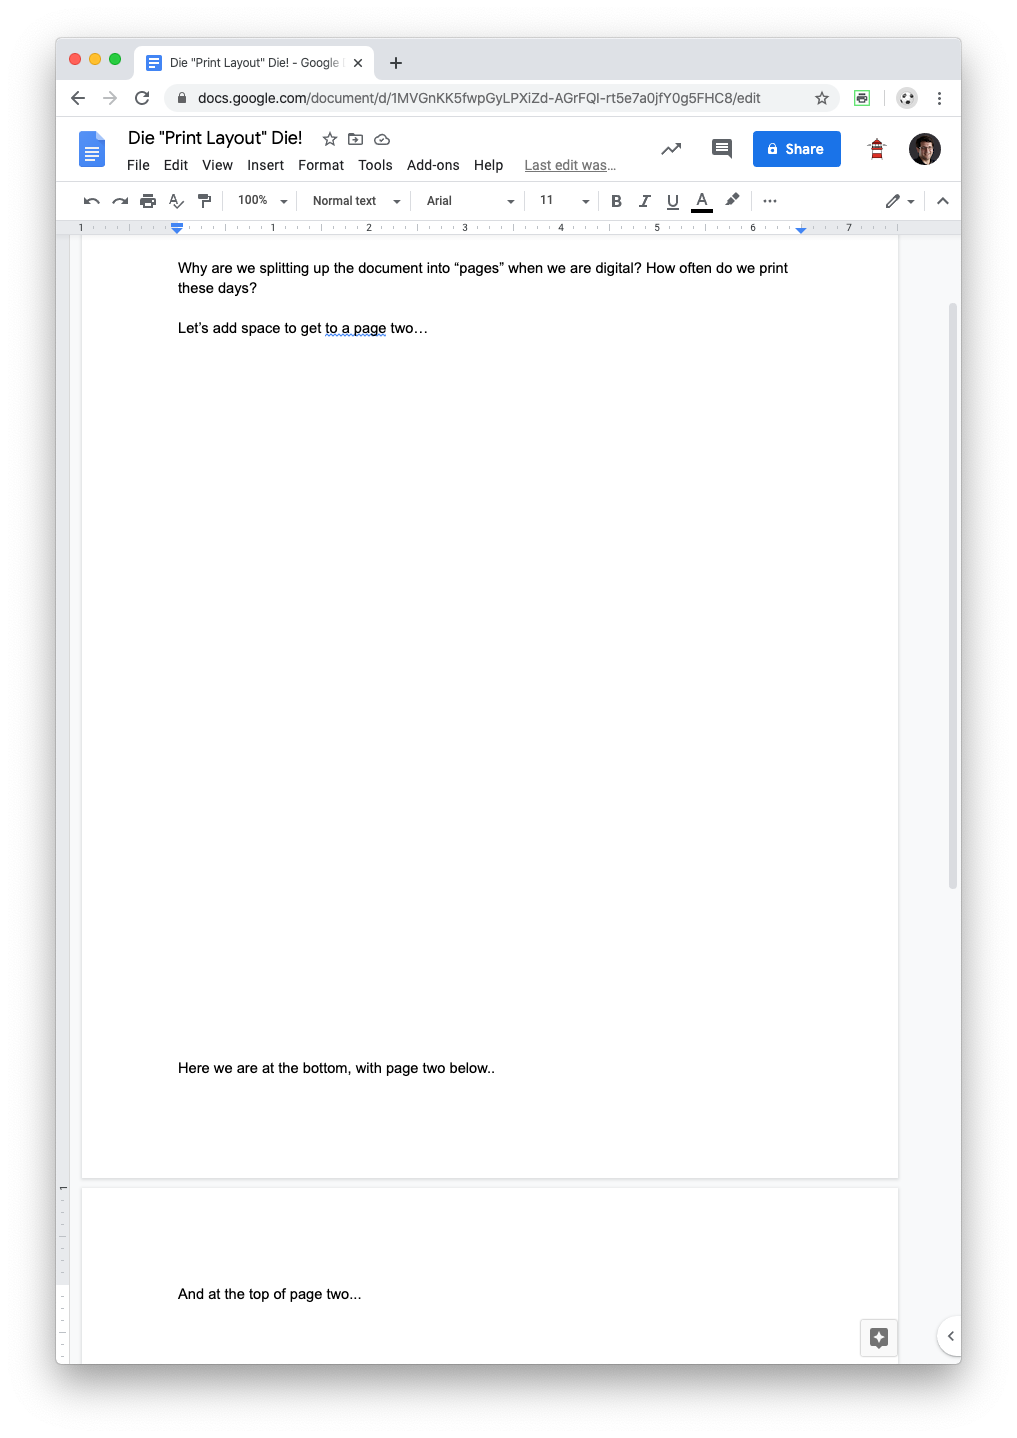 Die "Print Layout" Die! - Google
docs.google.com/document/d/1MVGnKK5fwpGyLPXiZd-AGrFQI-rt5e7a0jfY0g5FHC8/edit
Die "Print Layout" Die!
File Edit View Insert Format Tools Add-ons Help Last edit was...
Share
100% Normal text Arial 11 B I U A
1 1 2 3 4 5 6 7
Why are we splitting up the document into “pages” when we are digital? How often do we print
these days?
Let’s add space to get to a page two…
Here we are at the bottom, with page two below..
1
And at the top of page two...